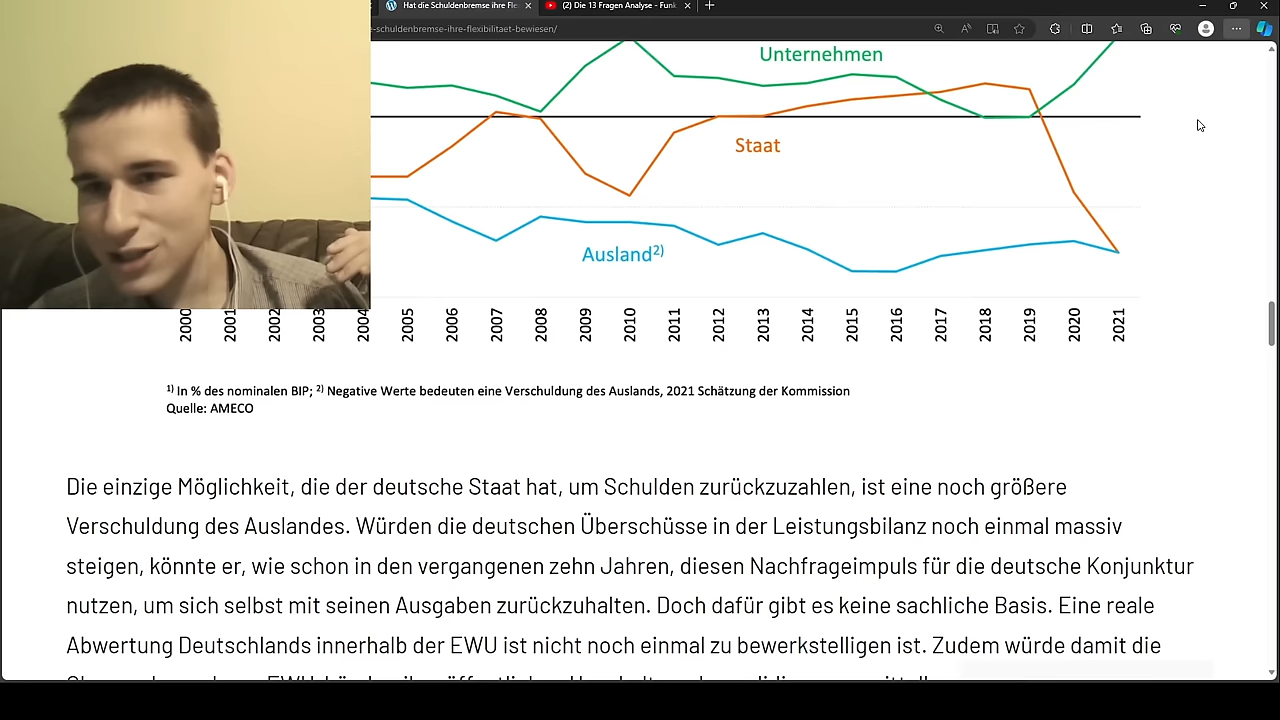 Hat die Schuldenbremse ihre Fle
(2) Die 13 Fragen Analyse - Funk
e-schuldenbremse-ihre-flexibilitaet-bewiesen/
Unternehmen
Staat
Ausland2)
2000 2001 2002 2003 2004 2005 2006 2007 2008 2009 2010 2011 2012 2013 2014 2015 2016 2017 2018 2019 2020 2021
1) In % des nominalen BIP; 2) Negative Werte bedeuten eine Verschuldung des Auslands, 2021 Schätzung der Kommission
Quelle: AMECO
Die einzige Möglichkeit, die der deutsche Staat hat, um Schulden zurückzuzahlen, ist eine noch größere
Verschuldung des Auslandes. Würden die deutschen Überschüsse in der Leistungsbilanz noch einmal massiv
steigen, könnte er, wie schon in den vergangenen zehn Jahren, diesen Nachfrageimpuls für die deutsche Konjunktur
nutzen, um sich selbst mit seinen Ausgaben zurückzuhalten. Doch dafür gibt es keine sachliche Basis. Eine reale
Abwertung Deutschlands innerhalb der EWU ist nicht noch einmal zu bewerkstelligen ist. Zudem würde damit die